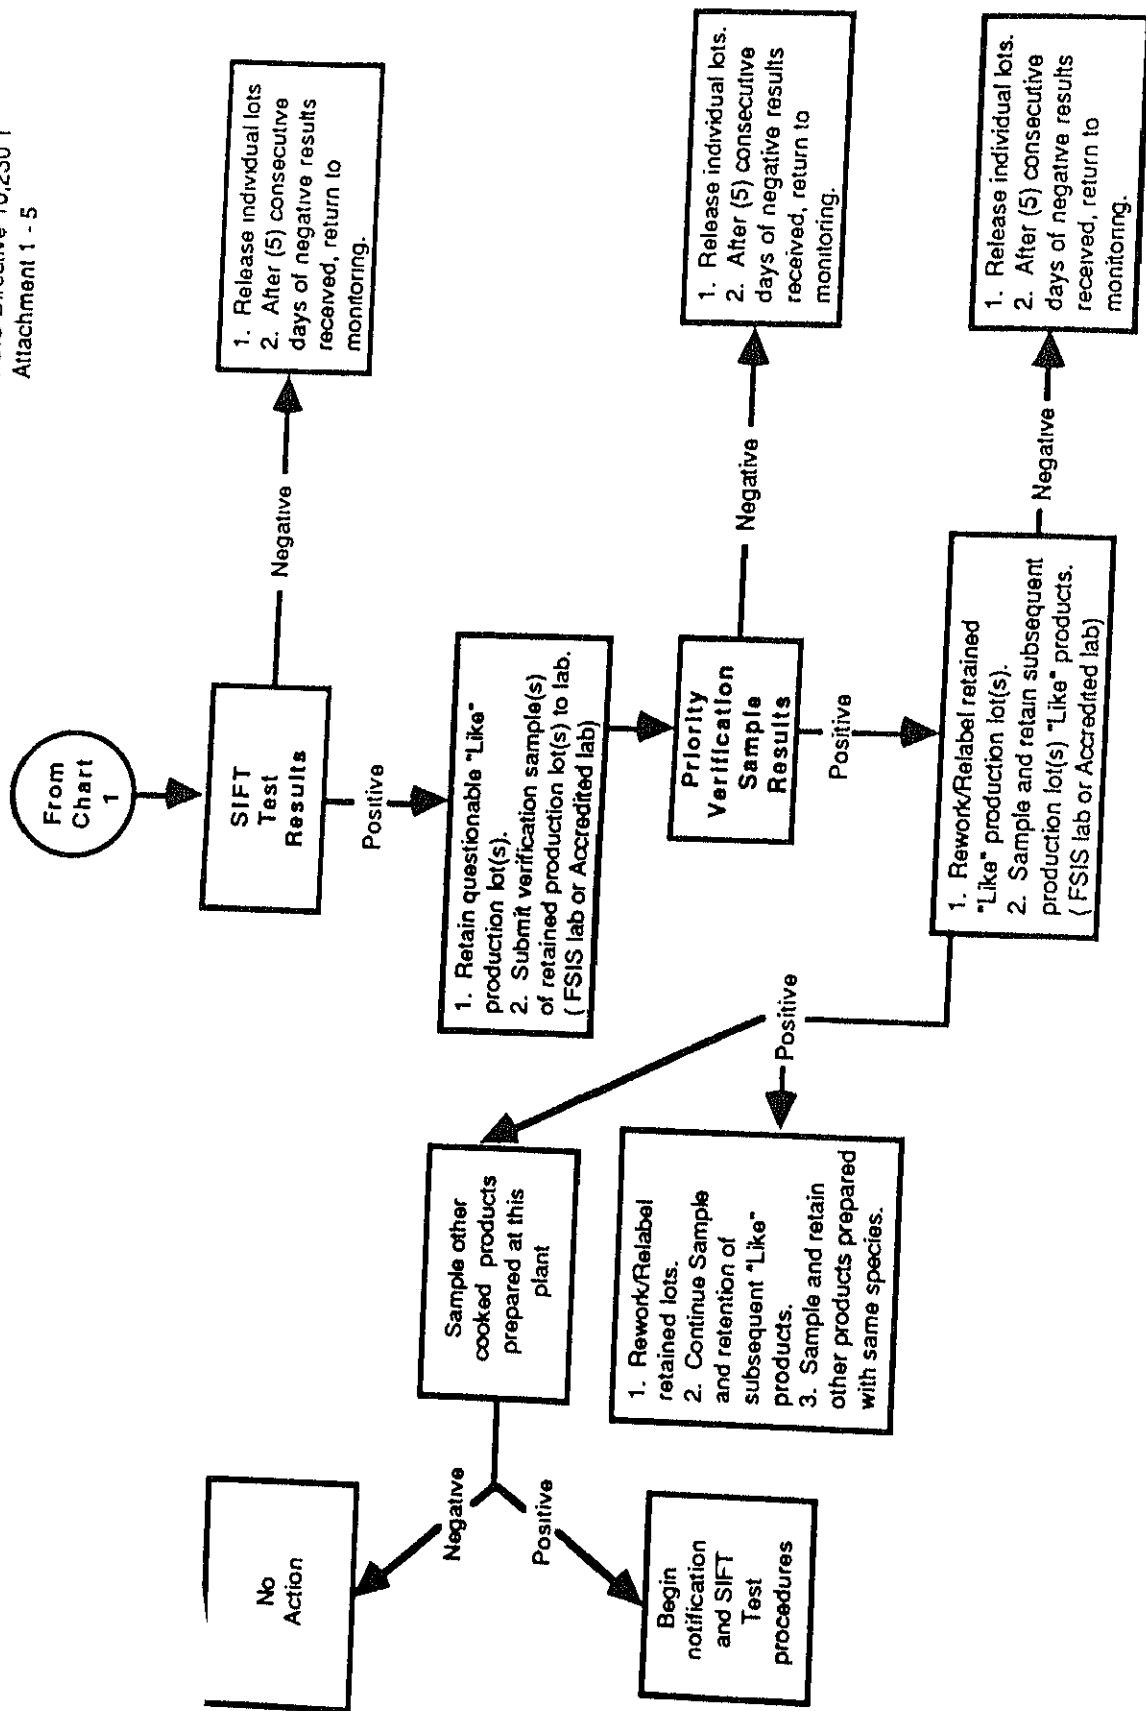 Attachment 1 - 5
From
Chart
1
SIFT
Test
Results
Negative
1. Release individual lots
2. After (5) consecutive
days of negative results
received, return to
monitoring.
Positive
1. Retain questionable "Like"
production lot(s).
2. Submit verification sample(s)
of retained production lot(s) to lab.
( FSIS lab or Accredited lab)
Priority
Verification
Sample
Results
Negative
1. Release individual lots.
2. After (5) consecutive
days of negative results
received, return to
monitoring.
Positive
1. Rework/Relabel retained
"Like" production lot(s).
2. Sample and retain subsequent
production lot(s) "Like" products.
( FSIS lab or Accredited lab)
Negative
1. Release individual lots.
2. After (5) consecutive
days of negative results
received, return to
monitoring.
Positive
Sample other
cooked products
prepared at this
plant
1. Rework/Relabel
retained lots.
2. Continue Sample
and retention of
subsequent "Like"
products.
3. Sample and retain
other products prepared
with same species.
Negative
No
Action
Positive
Begin
notification
and SIFT
Test
procedures